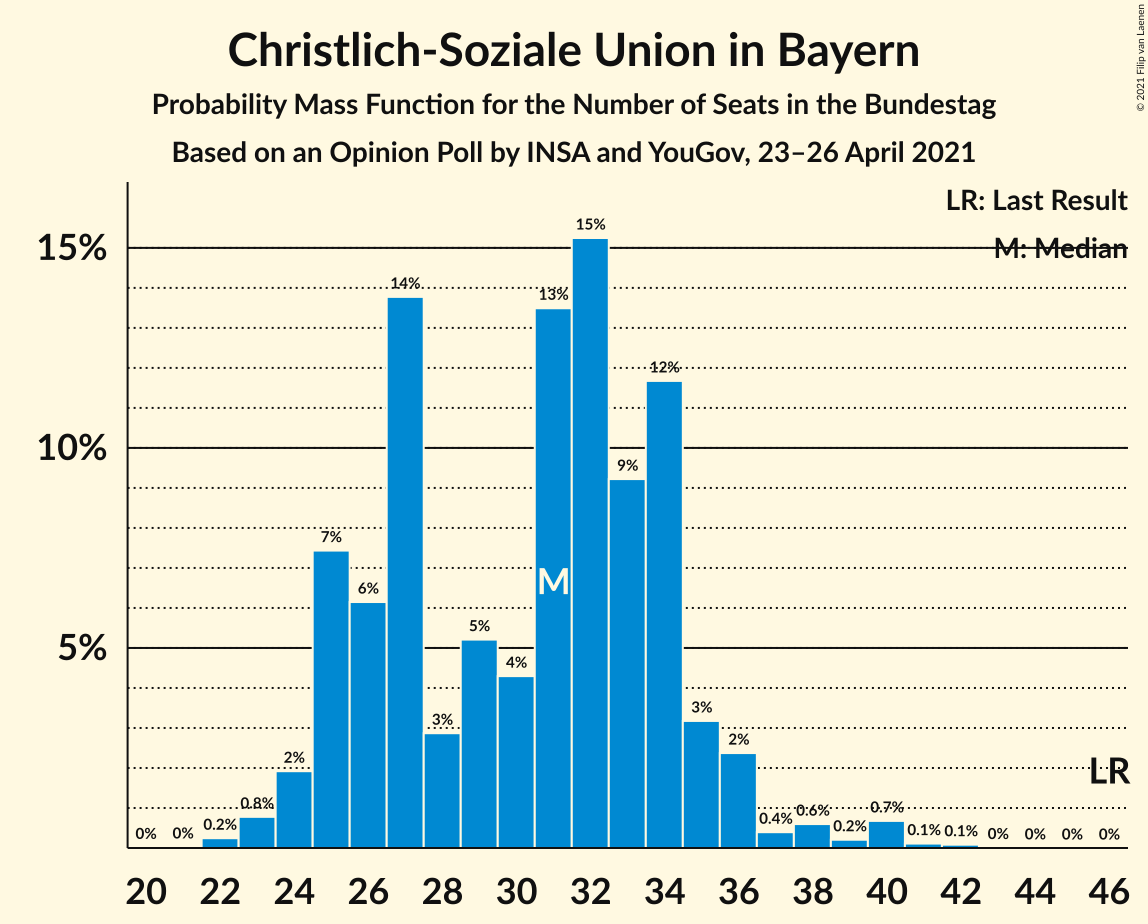 Christlich-Soziale Union in Bayern
Probability Mass Function for the Number of Seats in the Bundestag
Based on an Opinion Poll by INSA and YouGov, 23–26 April 2021
© 2021 Filip van Laenen
LR: Last Result
M: Median
15%
10%
5%
0% 0% 0.2% 0.8% 2% 7% 6% 14% 3% 5% 4% 13% 15% 9% 12% 3% 2% 0.4% 0.6% 0.2% 0.7% 0.1% 0.1% 0% 0% 0% 0%
M
LR
20 22 24 26 28 30 32 34 36 38 40 42 44 46